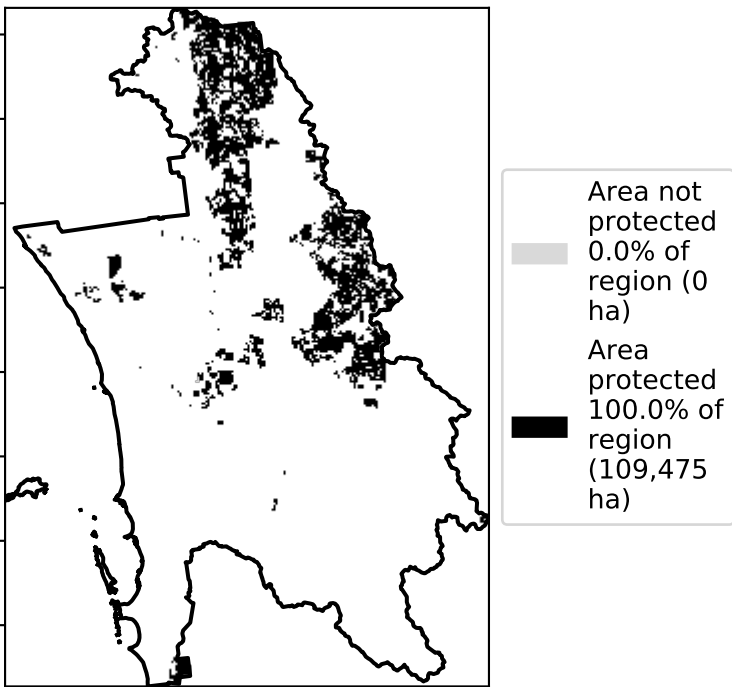 Area not
protected
0.0% of
region (0
ha)
Area
protected
100.0% of
region
(109,475
ha)